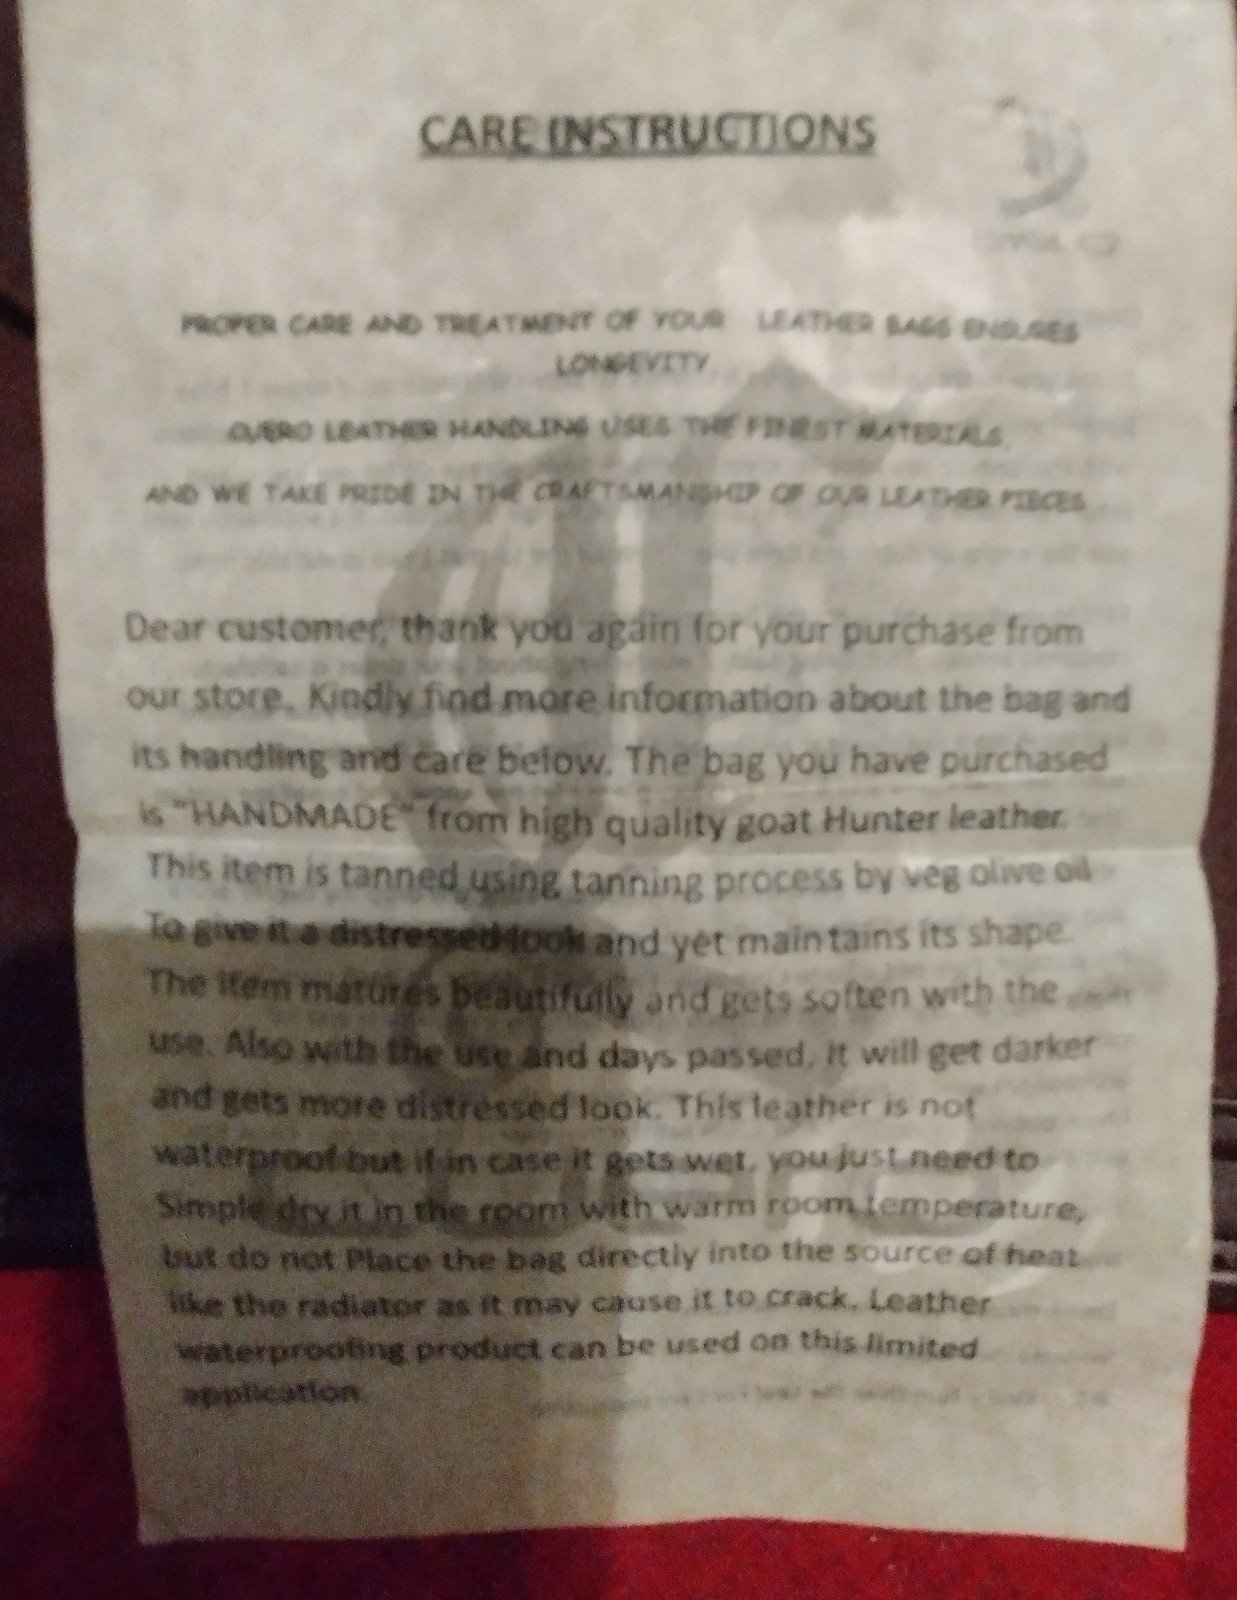 CARE INSTRUCTIONS
PROPER CARE AND TREATMENT OF YOUR LEATHER BAGS ENSURES
LONGEVITY
LEATHER HANDLING USES THE FINEST MATERIALS.
AND WE TAKE PRIDE IN THE CRAFTSMANSHIP OF OUR LEATHER PIECES
Dear customer, thank you again for your purchase from
our store. Kindly find more information about the bag and
its handling and care below. The bag you have purchased
is "HANDMADE" from high quality goat Hunter leather.
This item is tanned using tanning process by veg olive oil
To give it a distressed look and yet maintains its shape.
The item matures beautifully and gets soften with the
use. Also with the use and days passed, it will get darker
and gets more distressed look. This leather is not
waterproof but if in case it gets wet, you just need to
Simple dry it in the room with warm room temperature,
but do not Place the bag directly into the source of heat
like the radiator as it may cause it to crack. Leather
waterproofing product can be used on this limited
application.